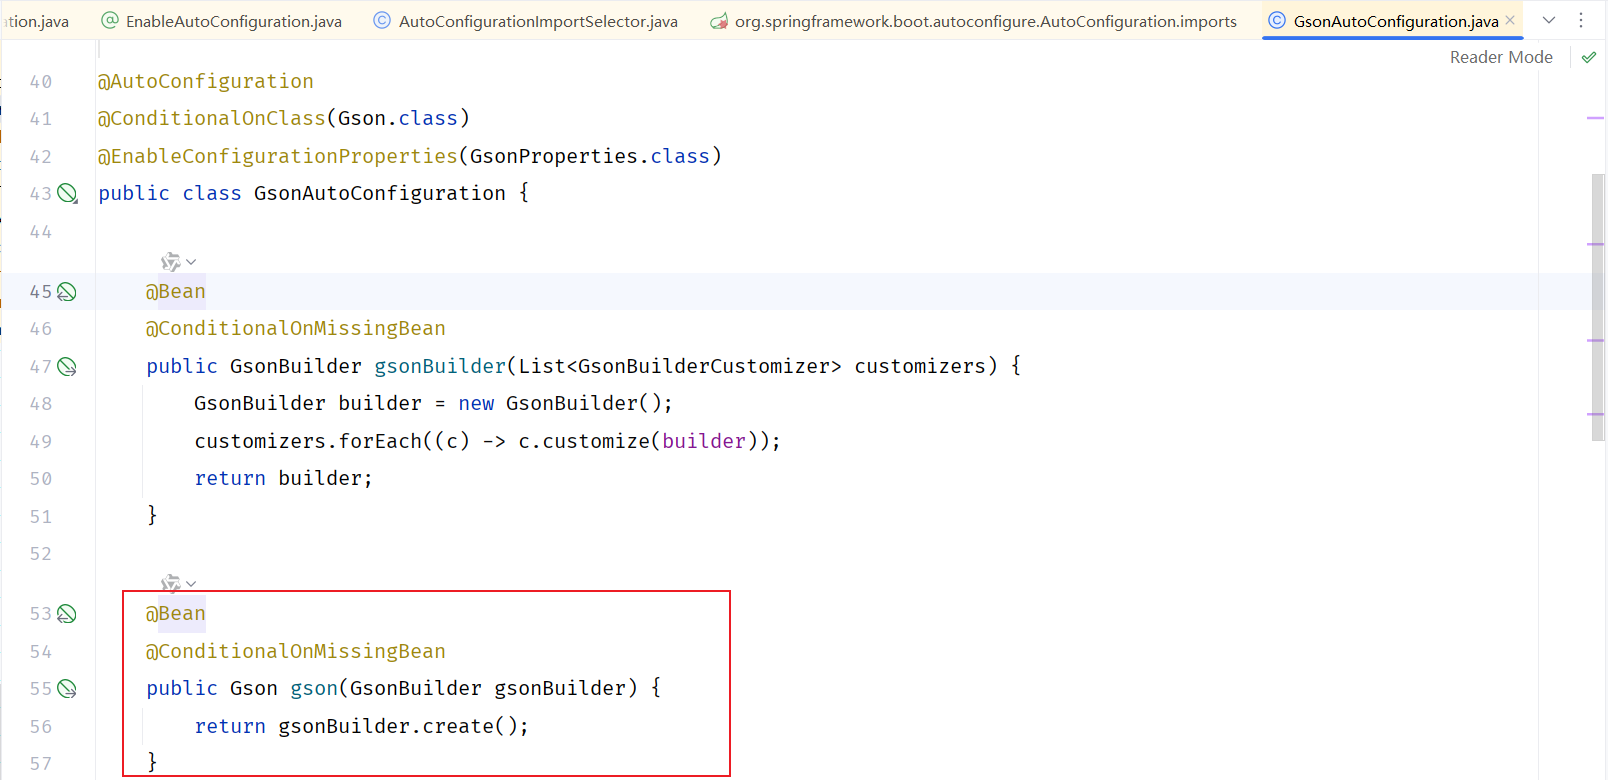 ation.java EnableAutoConfiguration.java AutoConfigurationImportSelector.java org.springframework.boot.autoconfigure.AutoConfiguration.imports GsonAutoConfiguration.java
Reader Mode
40 @AutoConfiguration
41 @ConditionalOnClass(Gson.class)
42 @EnableConfigurationProperties(GsonProperties.class)
43 public class GsonAutoConfiguration {
44
45 @Bean
46 @ConditionalOnMissingBean
47 public GsonBuilder gsonBuilder(List<GsonBuilderCustomizer> customizers) {
48 GsonBuilder builder = new GsonBuilder();
49 customizers.forEach((c) -> c.customize(builder));
50 return builder;
51 }
52
53 @Bean
54 @ConditionalOnMissingBean
55 public Gson gson(GsonBuilder gsonBuilder) {
56 return gsonBuilder.create();
57 }